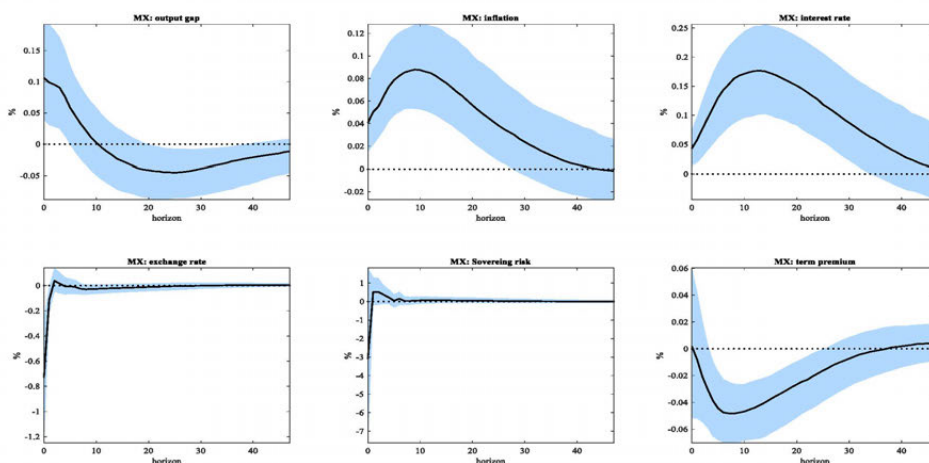 MX: output gap
0.15
0.1
0.05
0
-0.05
%
0 10 20 30 40
horizon
MX: inflation
0.12
0.1
0.08
0.06
0.04
0.02
0
-0.02
%
0 10 20 30 40
horizon
MX: interest rate
0.25
0.2
0.15
0.1
0.05
0
%
0 10 20 30 40
horizon
MX: exchange rate
0.2
0
-0.2
-0.4
-0.6
-0.8
-1
-1.2
%
0 10 20 30 40
horizon
MX: Sovereing risk
1
0
-1
-2
-3
-4
-5
-6
-7
%
0 10 20 30 40
horizon
MX: term premium
0.06
0.04
0.02
0
-0.02
-0.04
-0.06
%
0 10 20 30 40
horizon